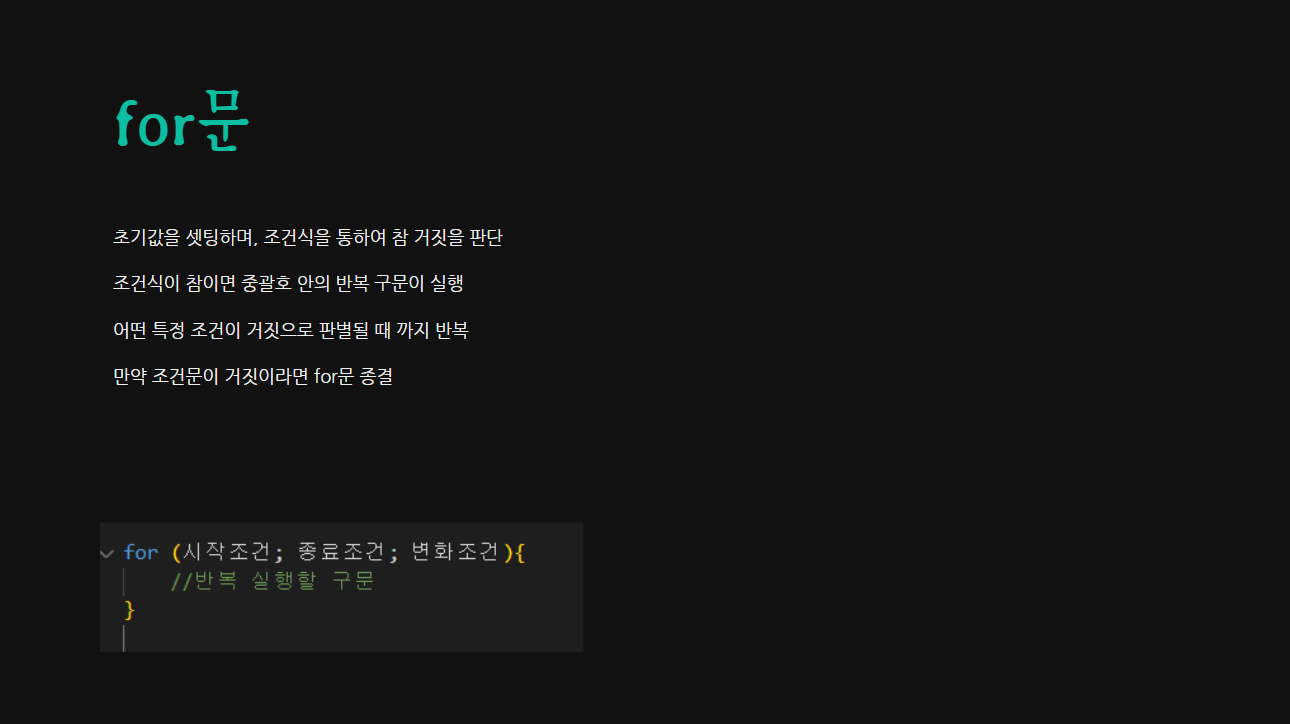 for문
초기값을 셋팅하며, 조건식을 통하여 참 거짓을 판단
조건식이 참이면 중괄호 안의 반복 구문이 실행
어떤 특정 조건이 거짓으로 판별될 때 까지 반복
만약 조건문이 거짓이라면 for문 종결
for (시작조건; 종료조건; 변화조건){
//반복 실행할 구문
}